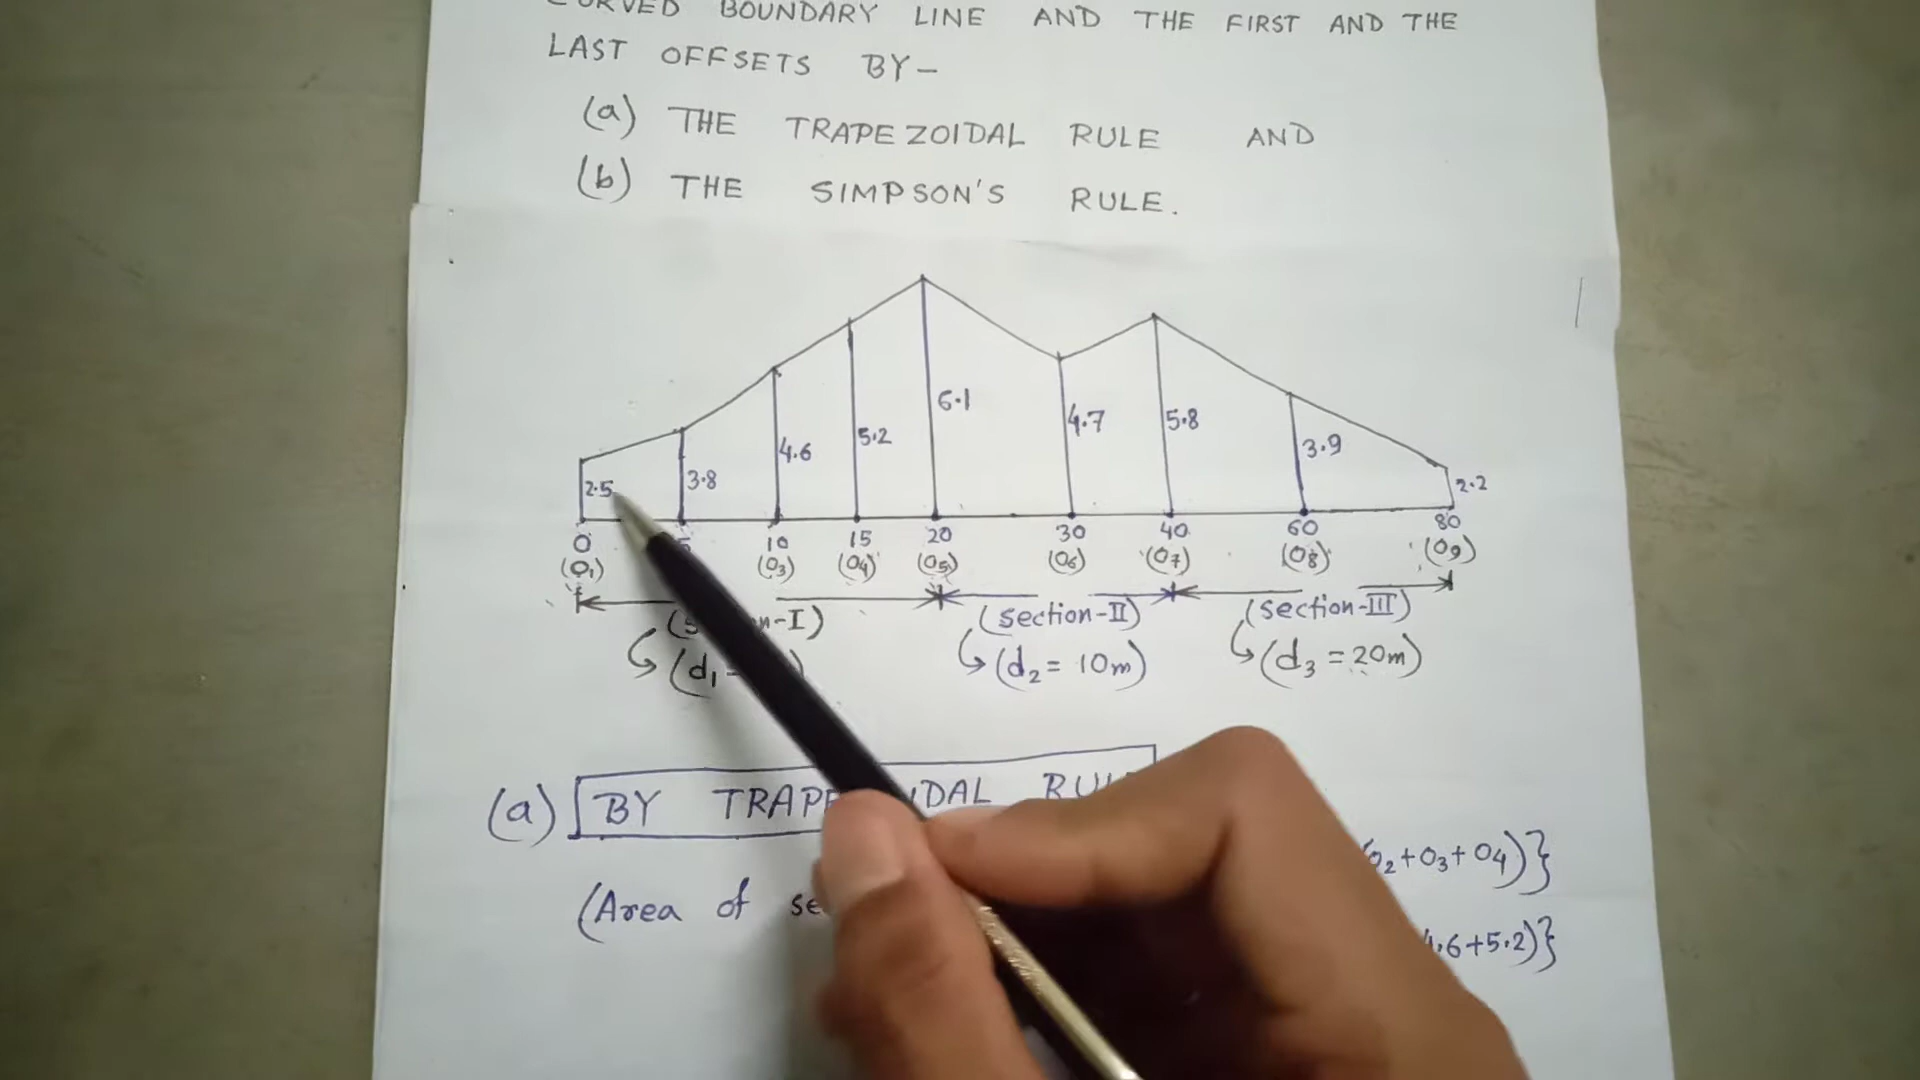 CURVED BOUNDARY LINE AND THE FIRST AND THE
LAST OFFSETS BY-
(a) THE TRAPEZOIDAL RULE AND
(b) THE SIMPSON'S RULE.
2.5 3.8 4.6 5.2 6.1 4.7 5.8 3.9 2.2
0 10 15 20 30 40 60 80
(O1) (O3) (O4) (O5) (O6) (O7) (O8) (O9)
(section-II) (section-III)
(d2 = 10m) (d3 = 20m)
(a) BY
(Area of
O2+O3+O4)}
4.6+5.2)}